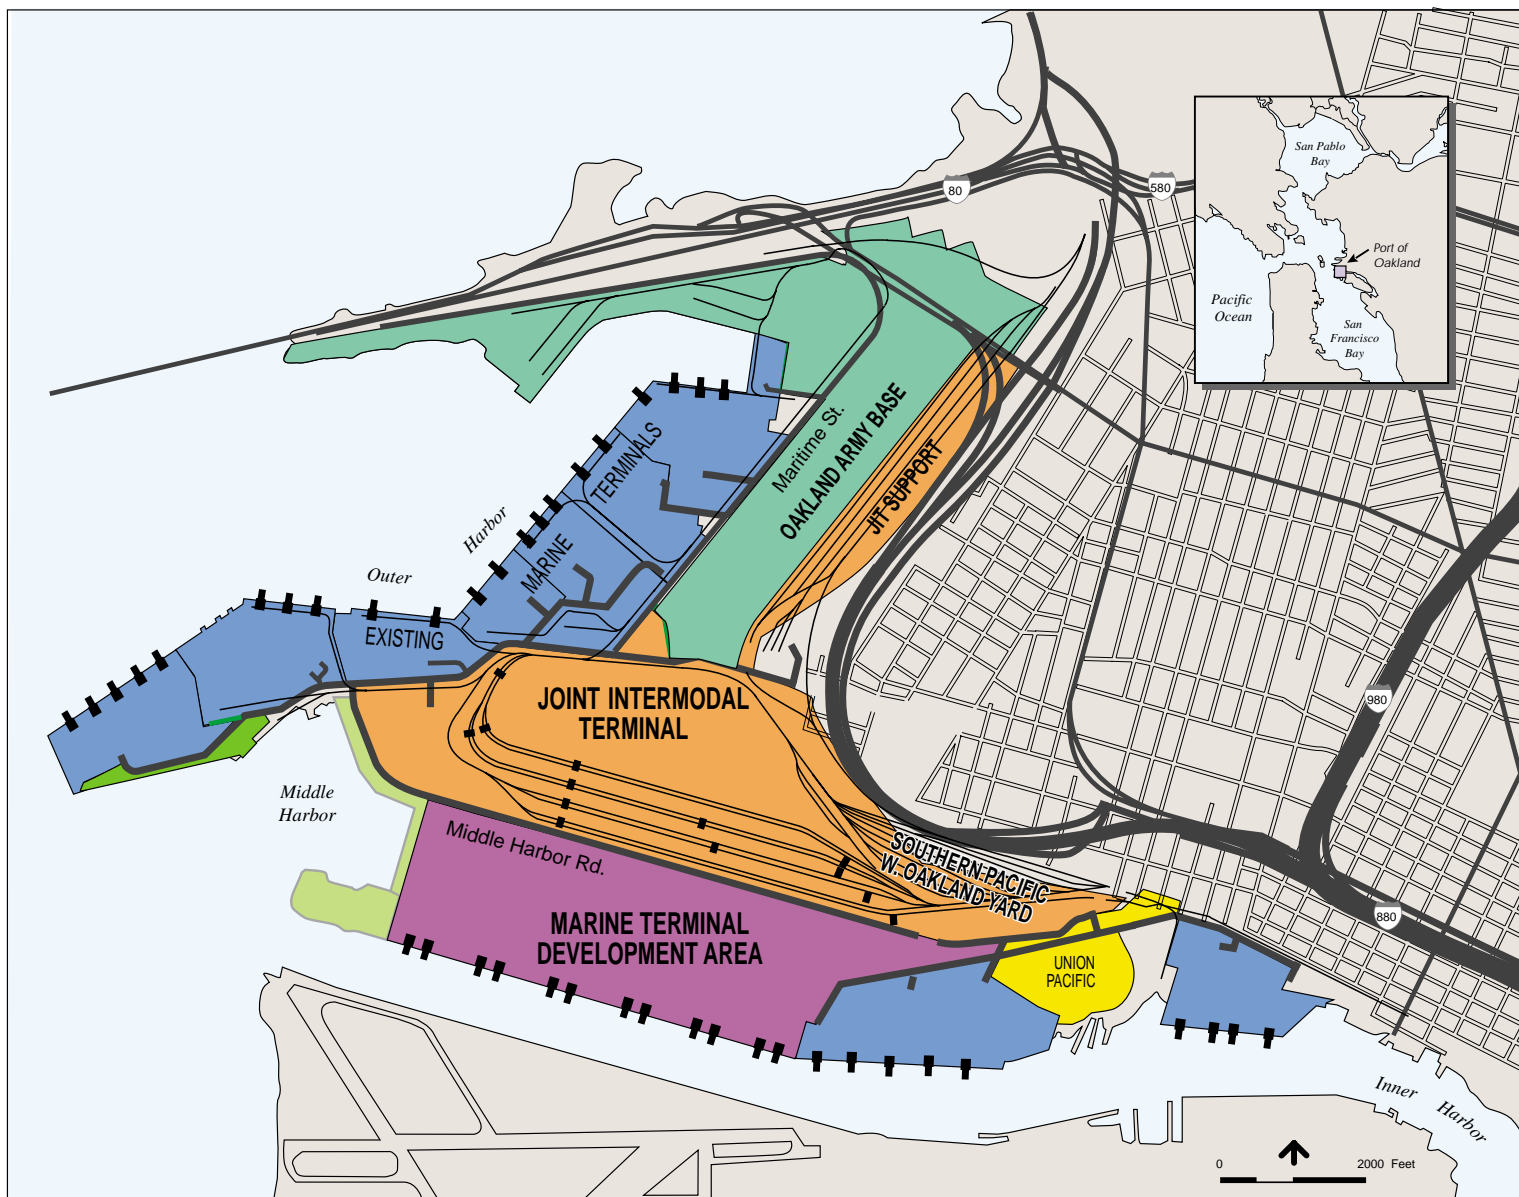 80
580
San Pablo
Bay
Port of
Oakland
Pacific
Ocean
San
Francisco
Bay
Maritime St.
OAKLAND ARMY BASE
JIT SUPPORT
TERMINALS
MARINE
EXISTING
Harbor
Outer
JOINT INTERMODAL
TERMINAL
980
Middle
Harbor
Middle Harbor Rd.
SOUTHERN PACIFIC
W. OAKLAND YARD
MARINE TERMINAL
DEVELOPMENT AREA
880
UNION
PACIFIC
Inner
Harbor
0
2000 Feet